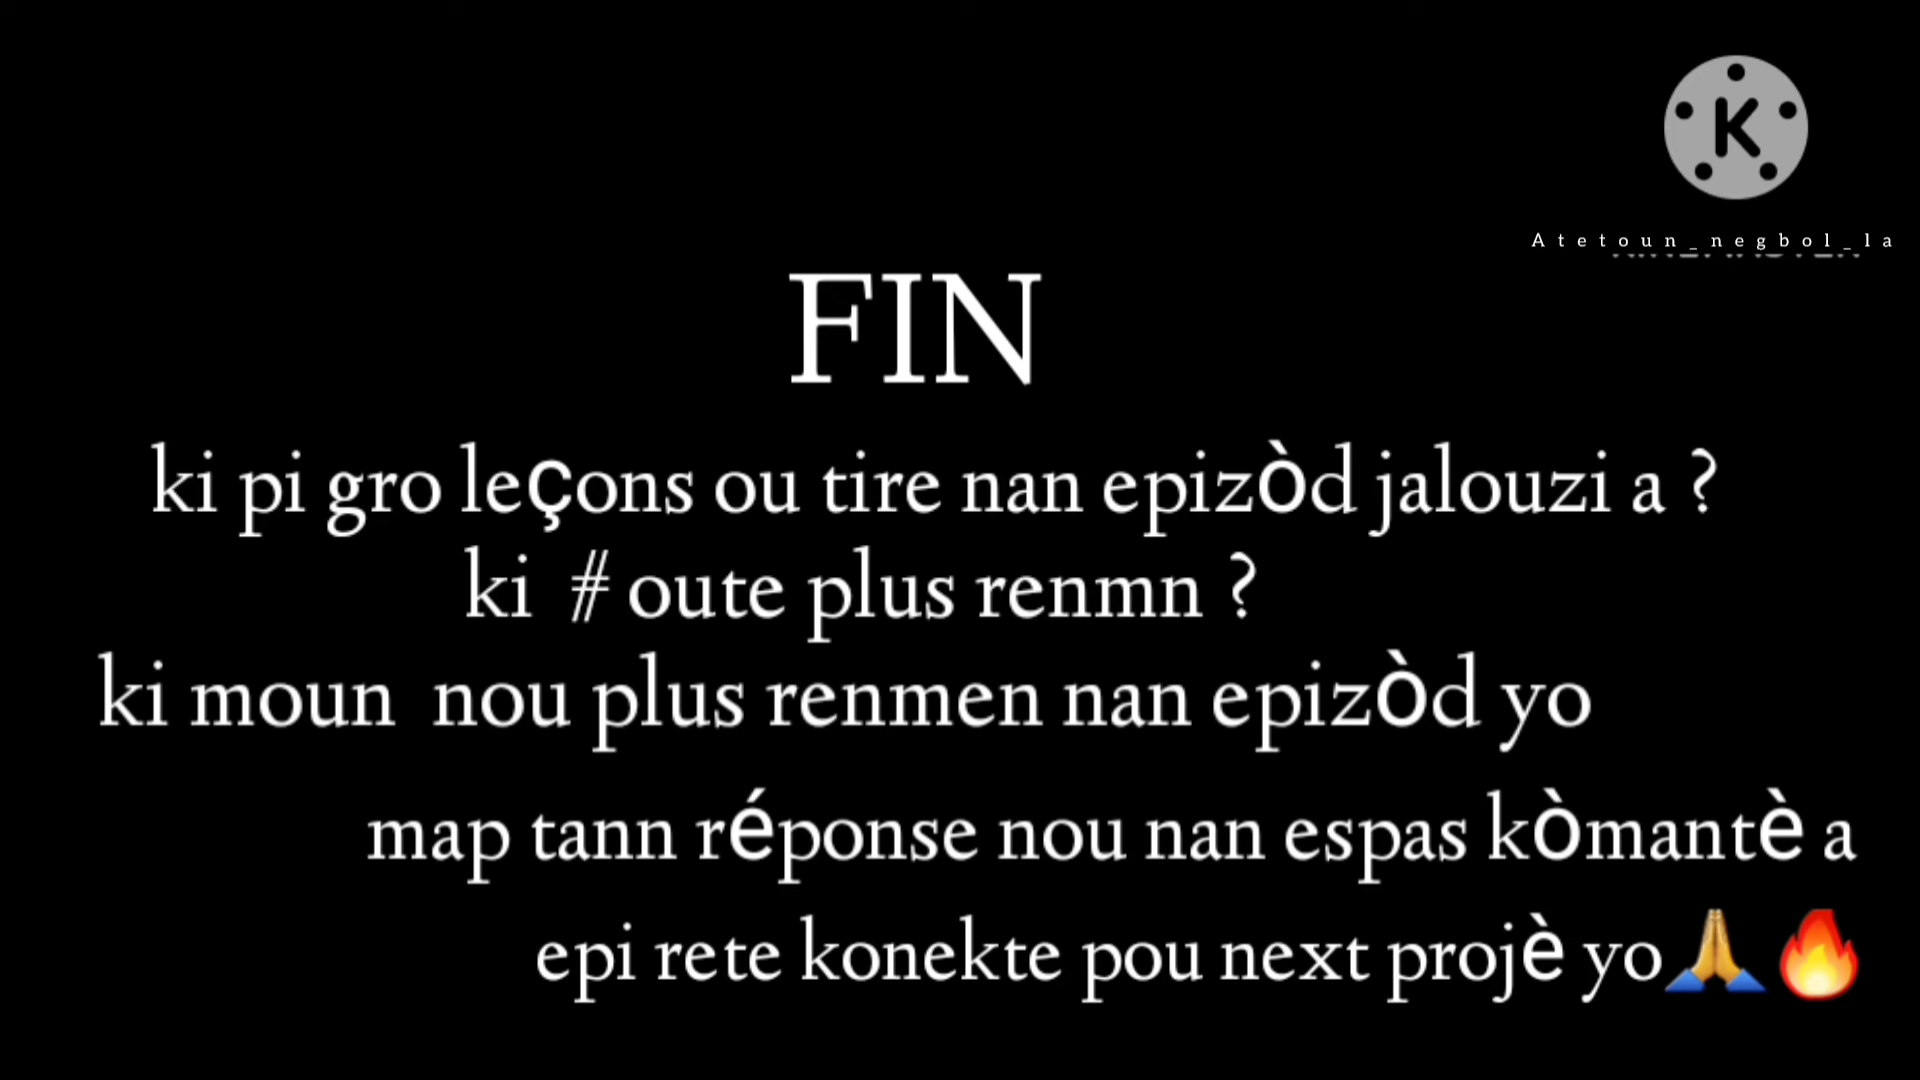 K
Atetoun_negbol_la
FIN
ki pi gro leçons ou tire nan epizòd jalouzi a ?
ki # oute plus renmn ?
ki moun nou plus renmen nan epizòd yo
map tann réponse nou nan espas kòmantè a
epi rete konekte pou next projè yo🙏🔥